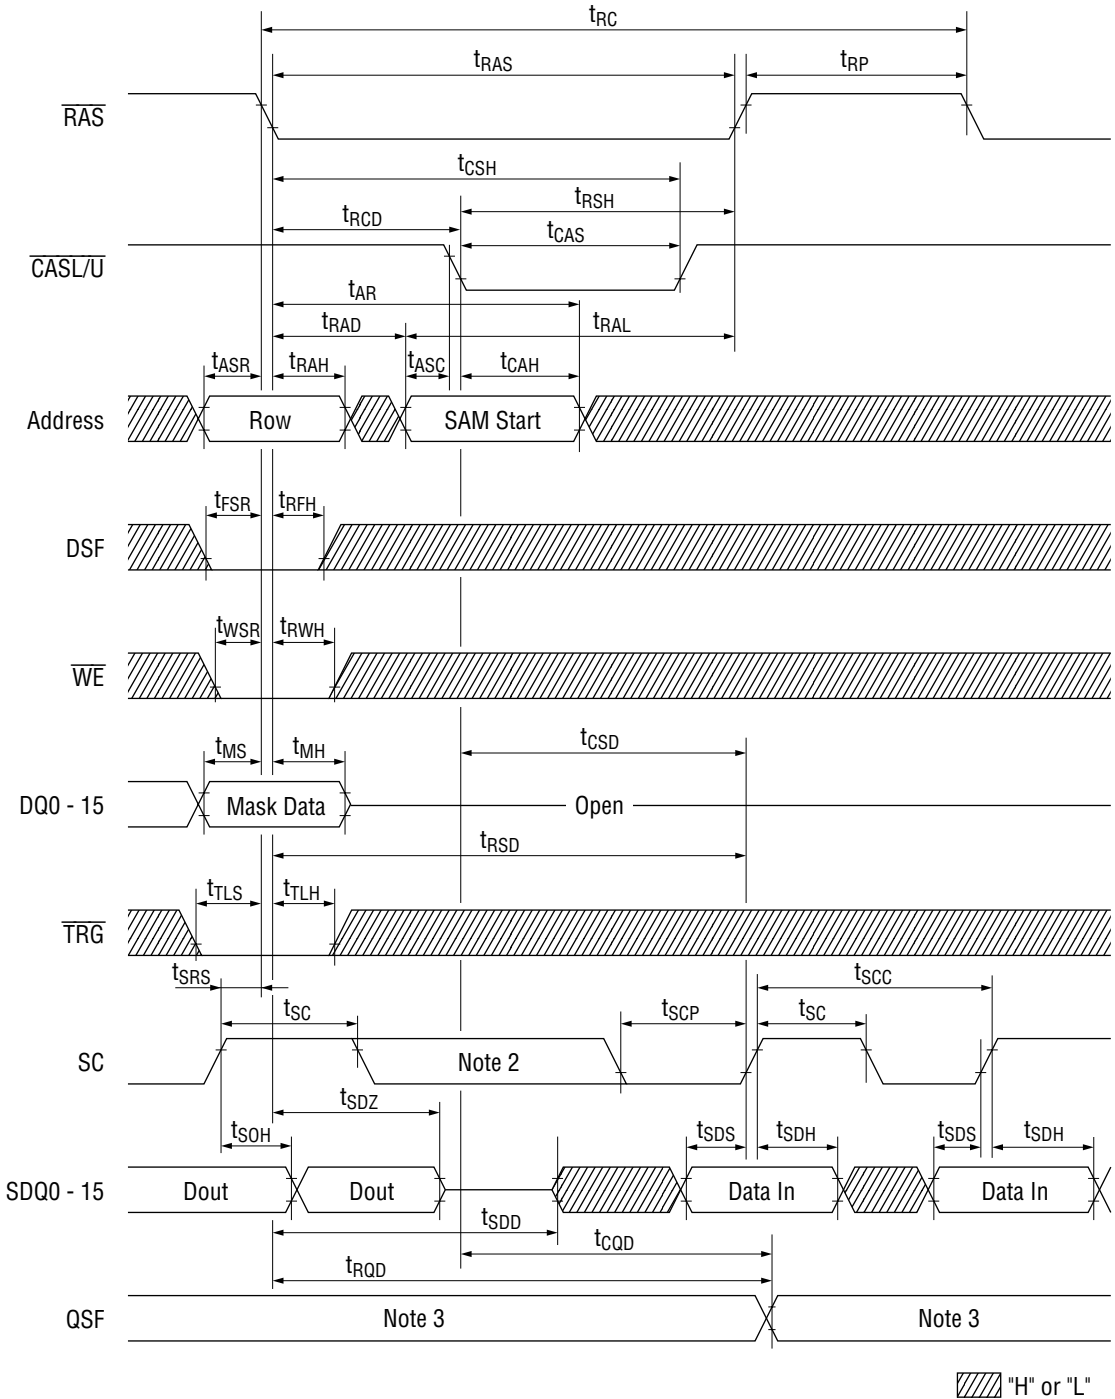 tRC
tRAS
tRP
RAS
tCSH
tRSH
tRCD
tCAS
CASL/U
tAR
tRAD
tRAL
tASR
tRAH
tASC
tCAH
Address
Row
SAM Start
tFSR
tRFH
DSF
tWSR
tRWH
WE
tCSD
tMS
tMH
DQ0 - 15
Mask Data
Open
tRSD
tTLS
tTLH
TRG
tSRS
tSCC
tSC
tSCP
tSC
SC
Note 2
tSDZ
tSOH
tSDS
tSDH
tSDS
tSDH
SDQ0 - 15
Dout
Dout
Data In
Data In
tSDD
tCQD
tRQD
QSF
Note 3
Note 3
"H" or "L"